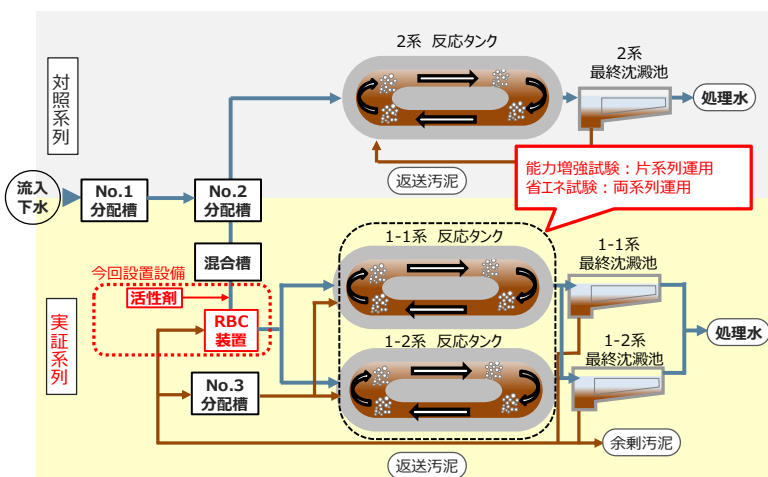 対照系列
2系 反応タンク
2系
最終沈澱池
処理水
返送汚泥
能力増強試験：片系列運用
省エネ試験：両系列運用
流入
下水
No.1
分配槽
No.2
分配槽
混合槽
今回設置設備
活性剤
RBC
装置
実証系列
No.3
分配槽
1-1系 反応タンク
1-2系 反応タンク
1-1系
最終沈澱池
1-2系
最終沈澱池
処理水
余剰汚泥
返送汚泥